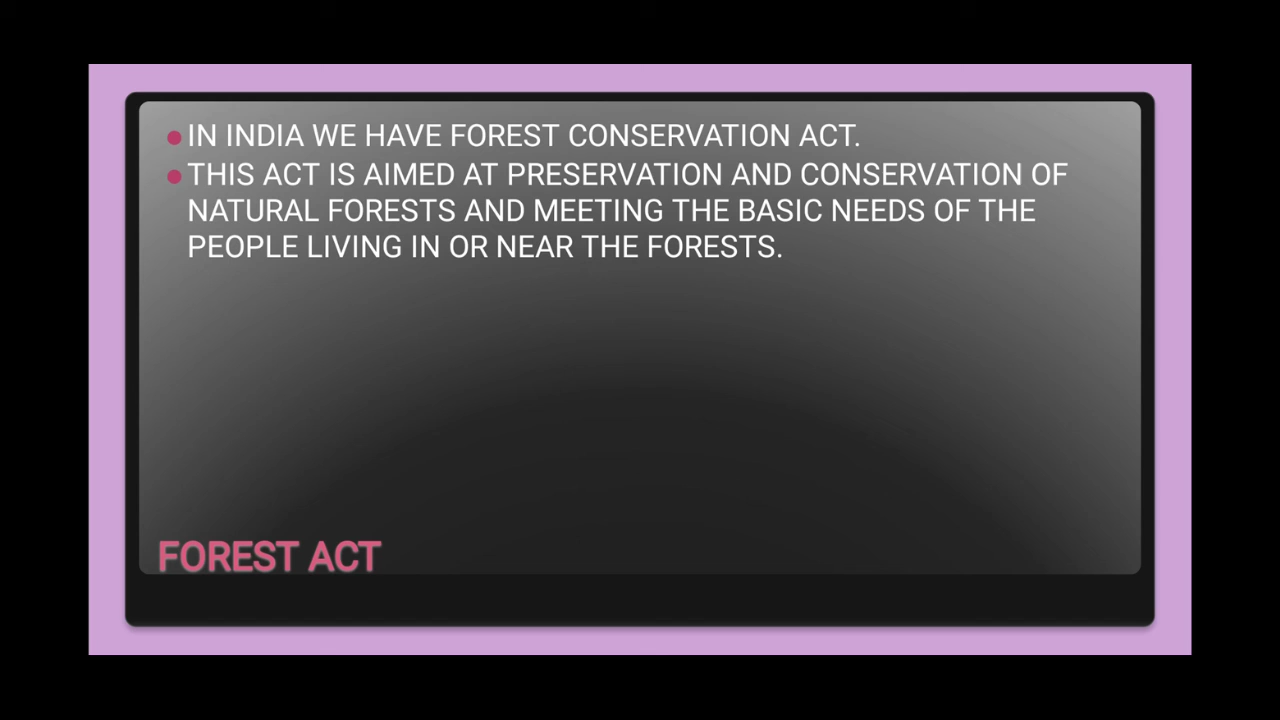 IN INDIA WE HAVE FOREST CONSERVATION ACT.
THIS ACT IS AIMED AT PRESERVATION AND CONSERVATION OF
NATURAL FORESTS AND MEETING THE BASIC NEEDS OF THE
PEOPLE LIVING IN OR NEAR THE FORESTS.
FOREST ACT